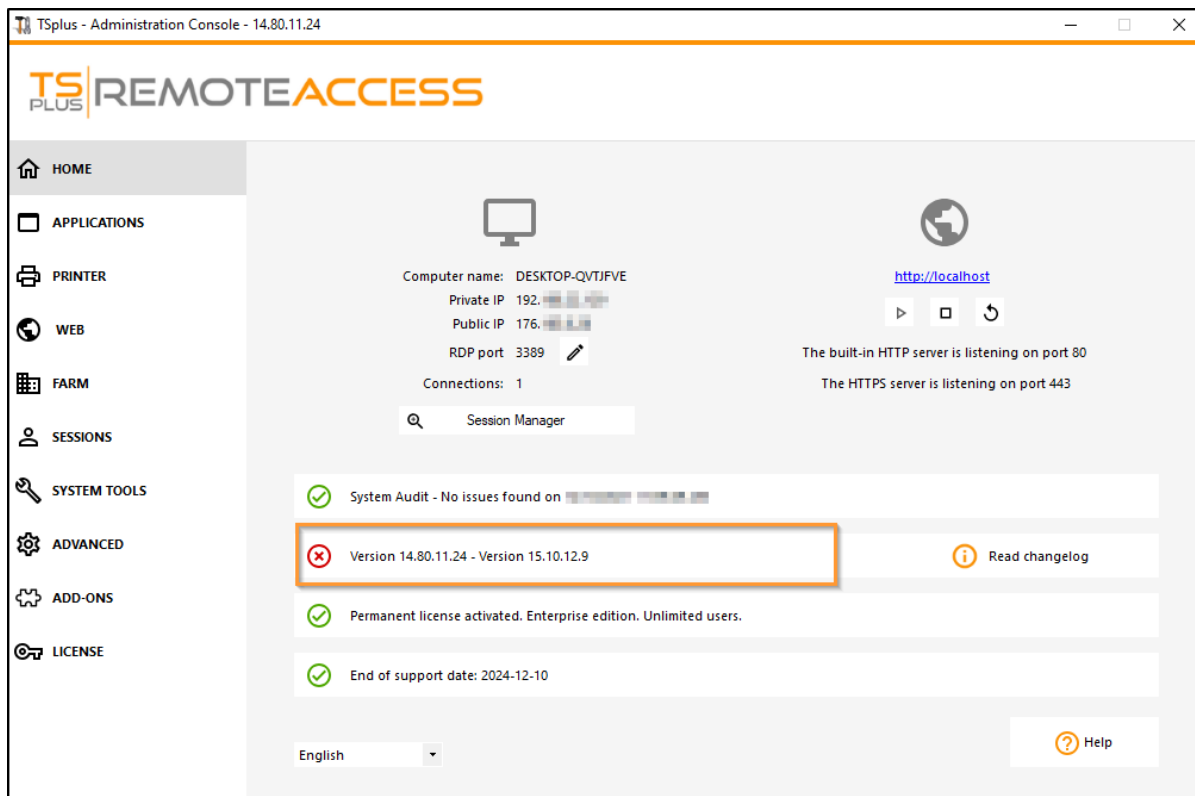 TSplus - Administration Console - 14.80.11.24
TS PLUS REMOTEACCESS
HOME
APPLICATIONS
PRINTER
WEB
FARM
SESSIONS
SYSTEM TOOLS
ADVANCED
ADD-ONS
LICENSE
Computer name: DESKTOP-QVTJFVE
Private IP 192.
Public IP 176.
RDP port 3389
Connections: 1
Session Manager
http://localhost
The built-in HTTP server is listening on port 80
The HTTPS server is listening on port 443
System Audit - No issues found on
Version 14.80.11.24 - Version 15.10.12.9
Read changelog
Permanent license activated. Enterprise edition. Unlimited users.
End of support date: 2024-12-10
English
Help